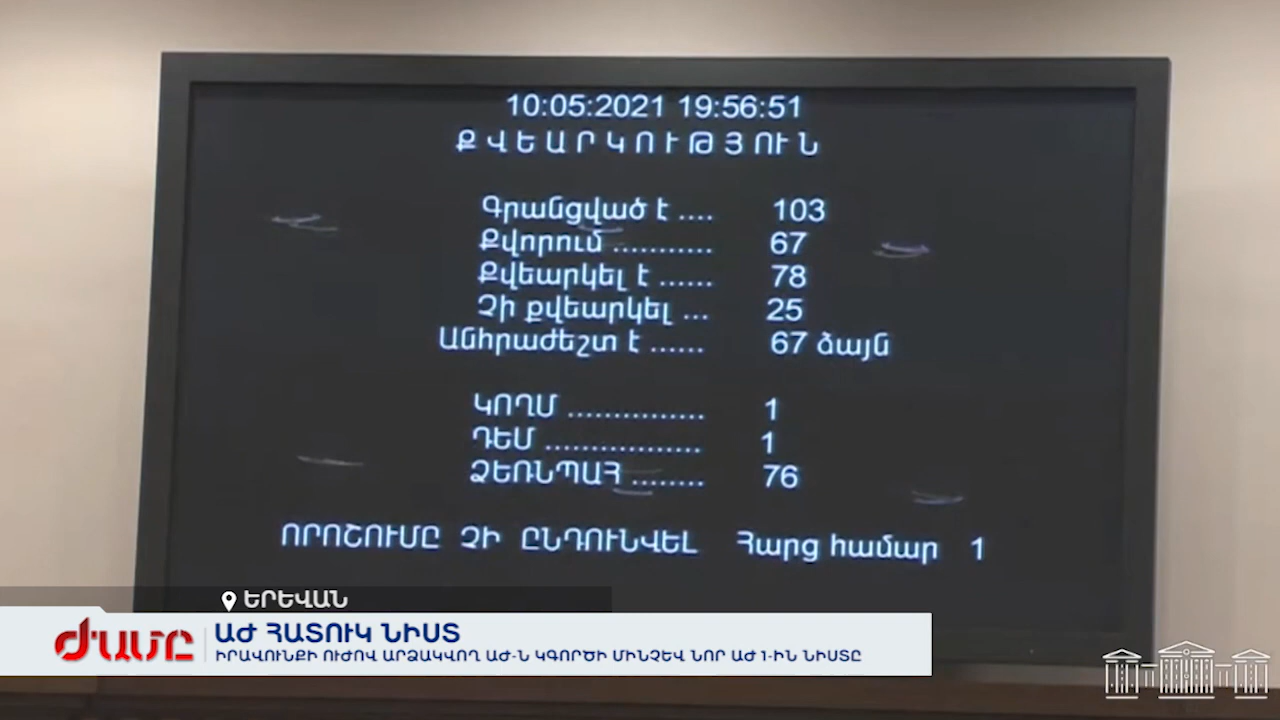 10:05:2021 19:56:51
ՔՎԵԱՐԿՈՒԹՅՈՒՆ
Գրանցված է .... 103
Քվորում ........... 67
Քվեարկել է ...... 78
Չի քվեարկել ... 25
Անհրաժեշտ է ...... 67 ձայն
ԿՈՂՄ ............... 1
ԴԵՄ ................. 1
ՁԵՌՆՊԱՀ ........ 76
ՈՐՈՇՈՒՄԸ ՉԻ ԸՆԴՈՒՆՎԵԼ Հարց համար 1
ԵՐԵՎԱՆ
ԺԱՄԸ
ԱԺ ՀԱՏՈՒԿ ՆԻՍՏ
ԻՐԱՎՈՒՆՔԻ ՈՒԺՈՎ ԱՐՁԱԿՎՈՂ ԱԺ-Ն ԿԳՈՐԾԻ ՄԻՆՉԵՎ ՆՈՐ ԱԺ 1-ԻՆ ՆԻՍՏԸ